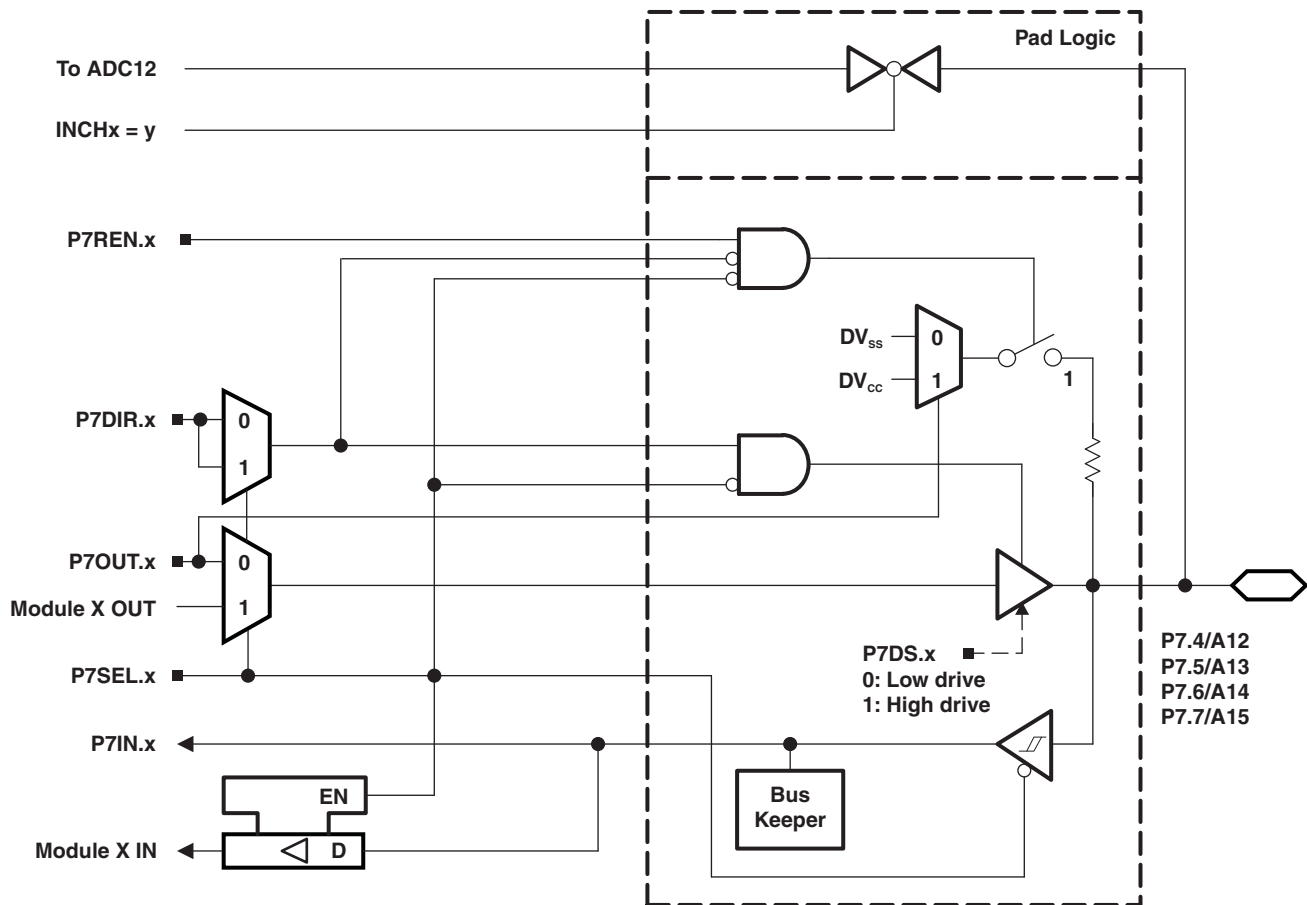 Pad Logic
To ADC12
INCHx = y
P7REN.x
DVSS
0
DVCC
1
1
P7DIR.x
0
1
P7OUT.x
0
Module X OUT
1
P7DS.x
0: Low drive
1: High drive
P7.4/A12
P7.5/A13
P7.6/A14
P7.7/A15
P7SEL.x
P7IN.x
EN
Bus
Keeper
Module X IN
D